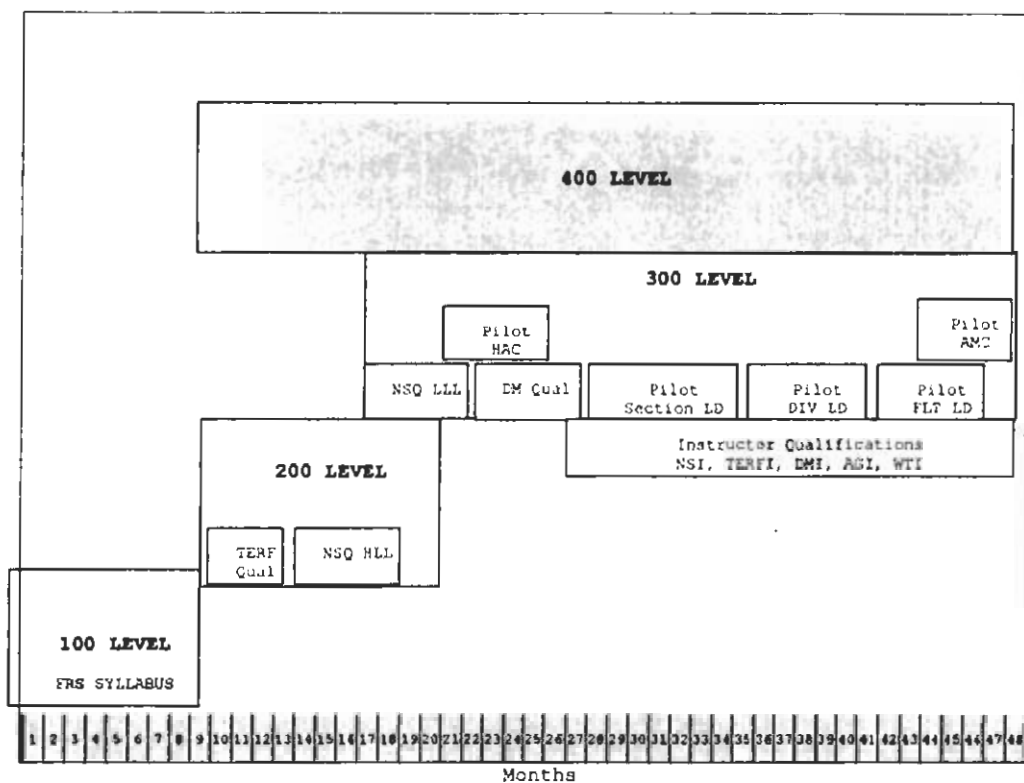 400 LEVEL
300 LEVEL
Pilot
HAC
Pilot
AMC
NSQ LLL
DM Qual
Pilot
Section LD
Pilot
DIV LD
Pilot
FLT LD
Instructor Qualifications
NSI, TERFI, DMI, ASI, WTI
200 LEVEL
TERF
Qual
NSQ HLL
100 LEVEL
FRS SYLLABUS
1 2 3 4 5 6 7 8 9 10 11 12 13 14 15 16 17 18 19 20 21 22 23 24 25 26 27 28 29 30 31 32 33 34 35 36 37 38 39 40 41 42 43 44 45 46 47 48
Months